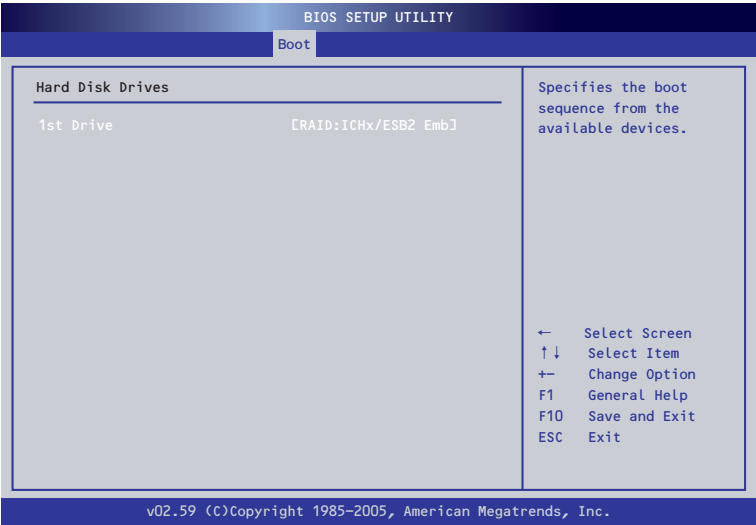 BIOS SETUP UTILITY
Boot
Hard Disk Drives
1st Drive [RAID:ICHx/ESB2 Emb]
Specifies the boot
sequence from the
available devices.
← Select Screen
↑↓ Select Item
+- Change Option
F1 General Help
F10 Save and Exit
ESC Exit
v02.59 (C)Copyright 1985-2005, American Megatrends, Inc.